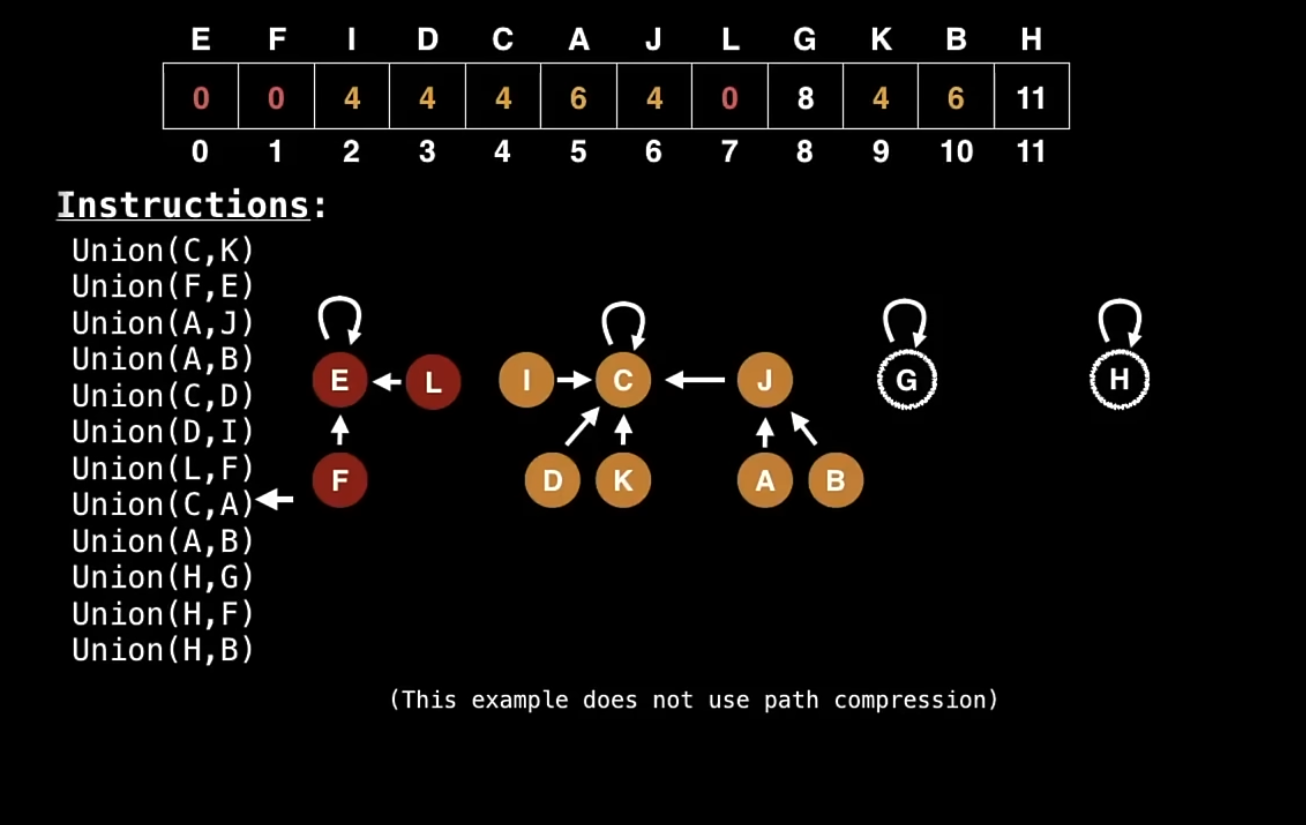 E F I D C A J L G K B H
0 0 4 4 4 6 4 0 8 4 6 11
0 1 2 3 4 5 6 7 8 9 10 11
Instructions:
Union(C,K)
Union(F,E)
Union(A,J)
Union(A,B)
Union(C,D)
Union(D,I)
Union(L,F)
Union(C,A)
Union(A,B)
Union(H,G)
Union(H,F)
Union(H,B)
E L I C J G H
F D K A B
(This example does not use path compression)